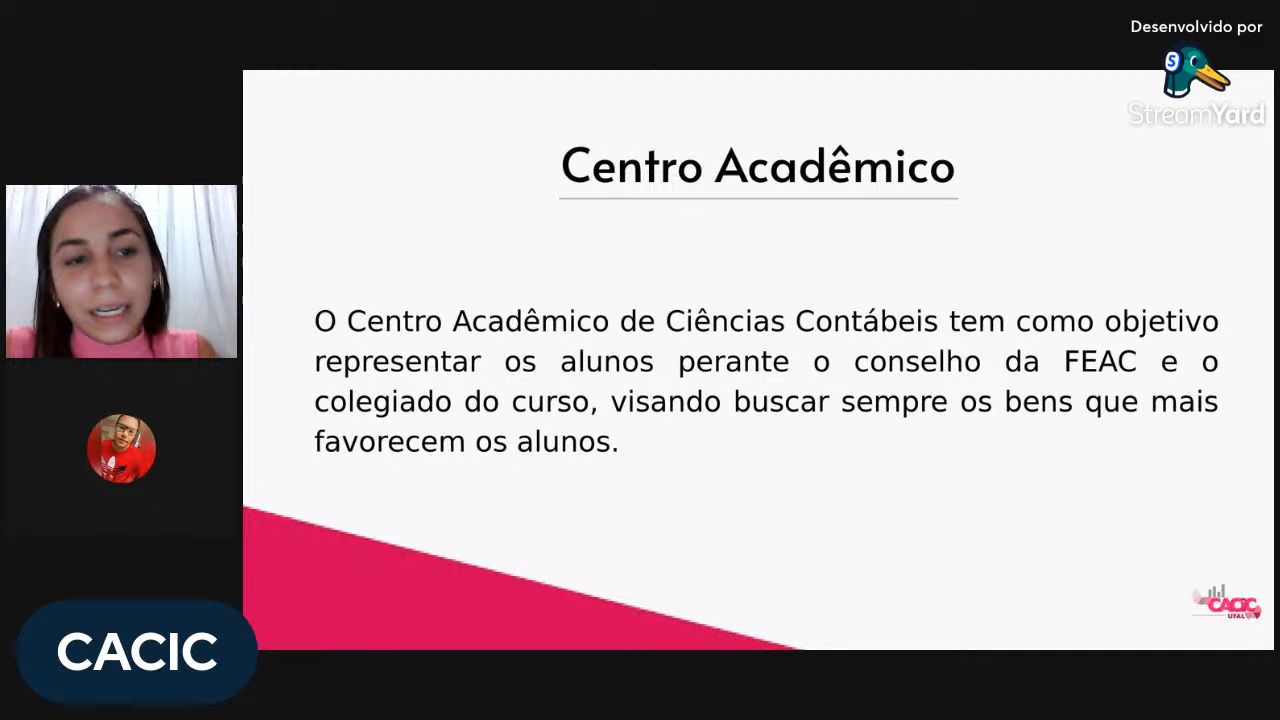 Desenvolvido por
StreamYard
Centro Acadêmico
O Centro Acadêmico de Ciências Contábeis tem como objetivo
representar os alunos perante o conselho da FEAC e o
colegiado do curso, visando buscar sempre os bens que mais
favorecem os alunos.
CACIC
UFAL
CACIC